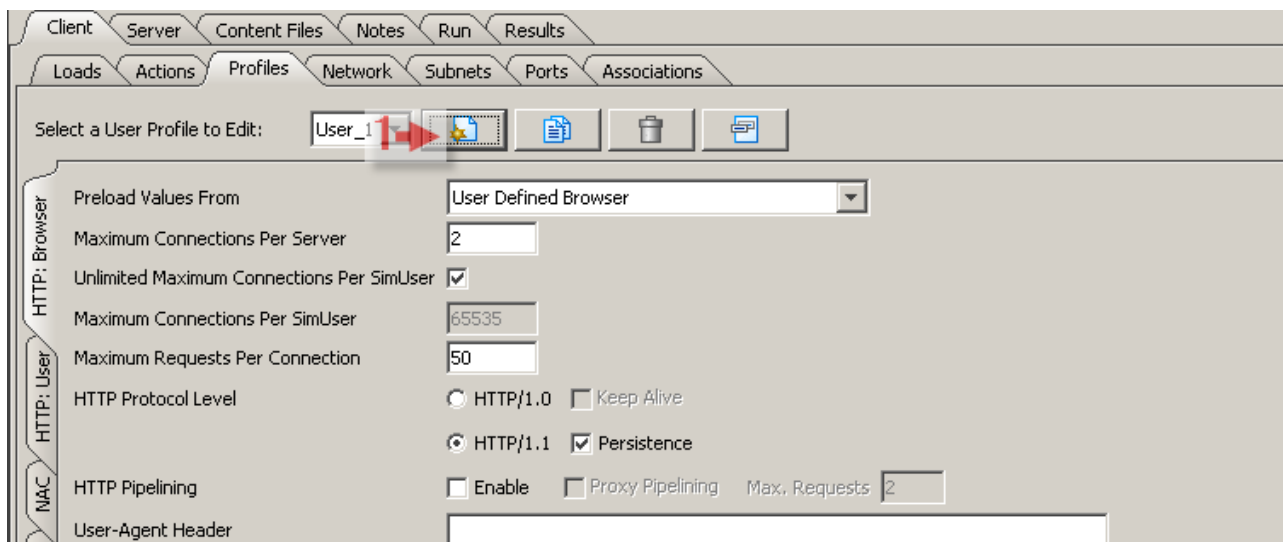 Client Server Content Files Notes Run Results
Loads Actions Profiles Network Subnets Ports Associations
Select a User Profile to Edit: User_1 1
HTTP: Browser
HTTP: User
NAC
Preload Values From User Defined Browser
Maximum Connections Per Server 2
Unlimited Maximum Connections Per SimUser
Maximum Connections Per SimUser 65535
Maximum Requests Per Connection 50
HTTP Protocol Level HTTP/1.0 Keep Alive
HTTP/1.1 Persistence
HTTP Pipelining Enable Proxy Pipelining Max. Requests 2
User-Agent Header